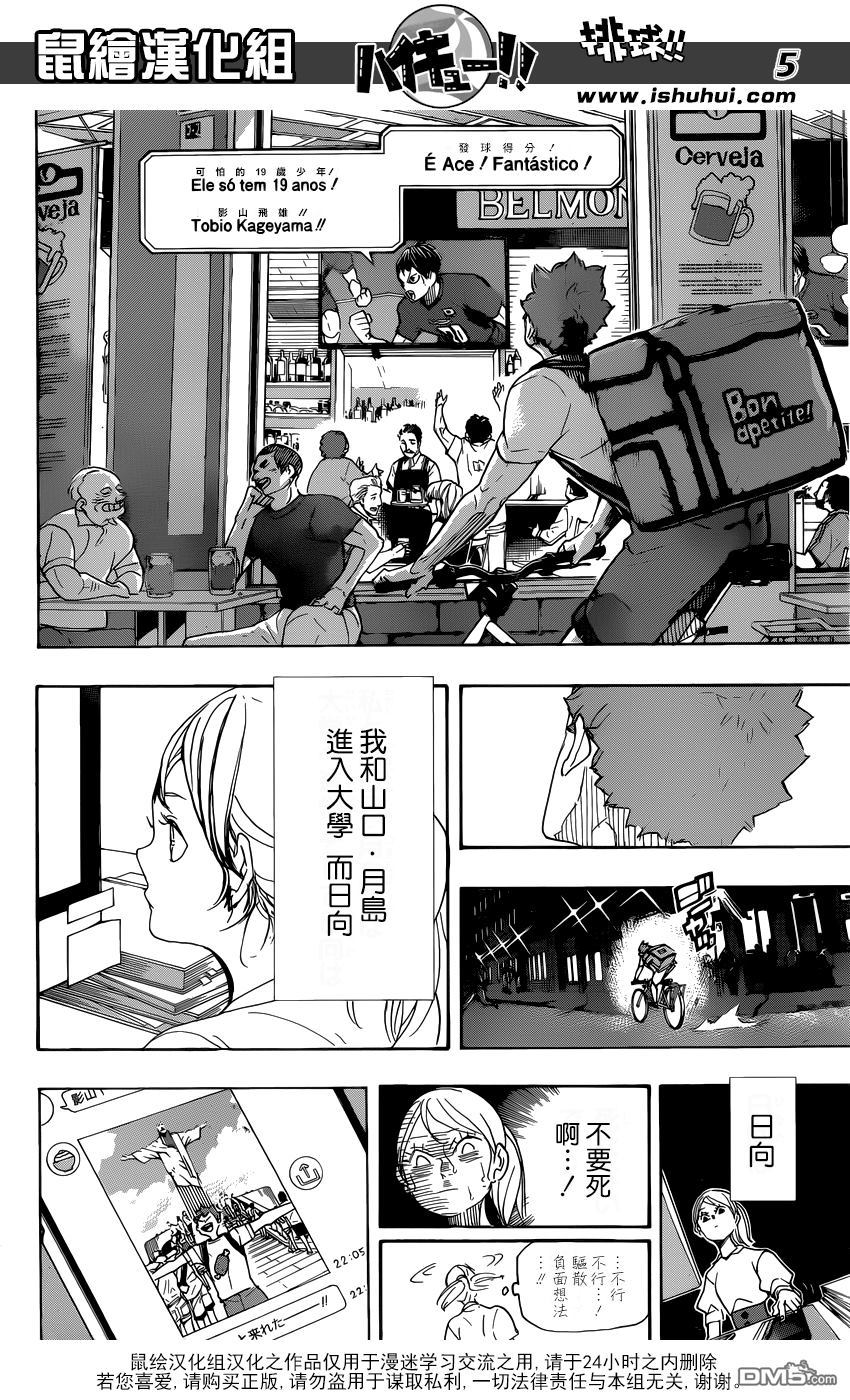 鼠繪漢化組
ハイキュー!!
排球!!
5
www.ishuhui.com
發球得分!
É Ace! Fantástico!
可怕的19歲少年!
Ele só tem 19 anos!
影山飛雄!!
Tobio Kageyama!!
Cerveja
BELMON
veja
Bon
apetite!
我和山口·月島
進入大學 而日向
日向
不要死
啊…!
…不行
不行…!
驅散
負面想法
…!!
影山
22:05
22:
と来れた——!!
鼠绘汉化组汉化之作品仅用于漫迷学习交流之用, 请于24小时之内删除
若您喜爱, 请购买正版, 请勿盗用于谋取私利, 一切法律责任与本组无关, 谢谢。
DM5.com